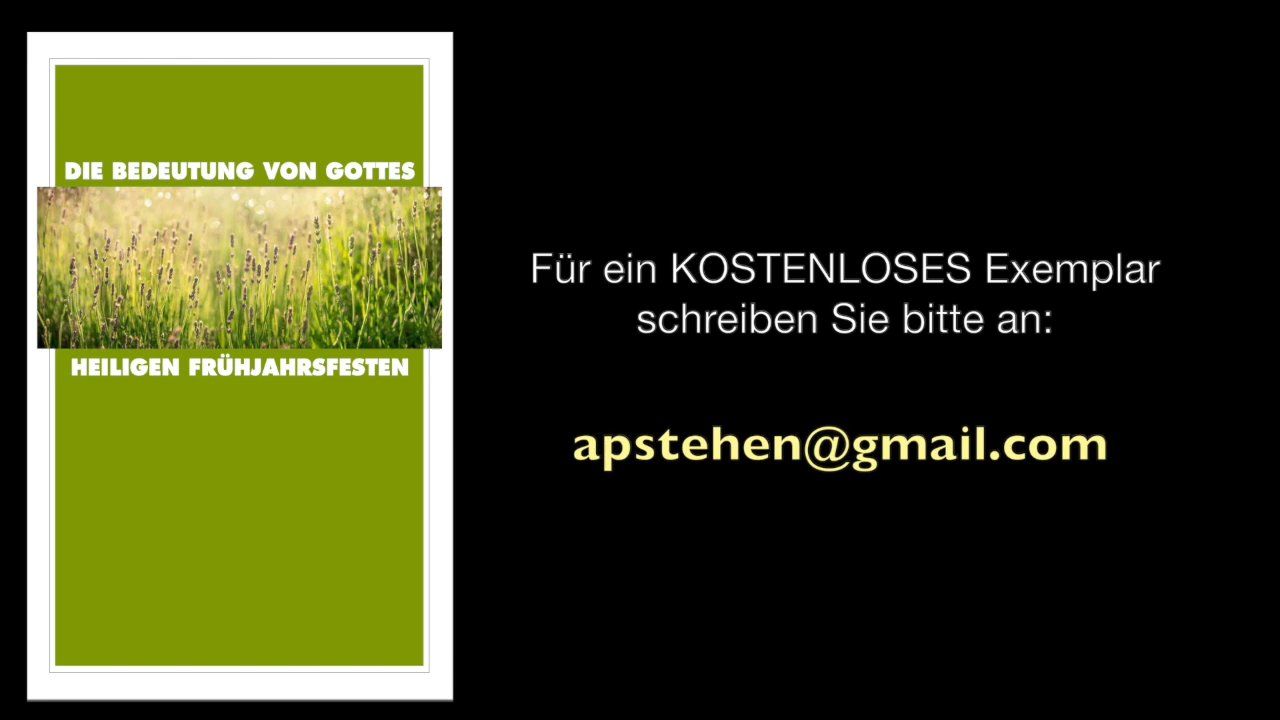 DIE BEDEUTUNG VON GOTTES
HEILIGEN FRÜHJAHRSFESTEN
Für ein KOSTENLOSES Exemplar
schreiben Sie bitte an:
apstehen@gmail.com